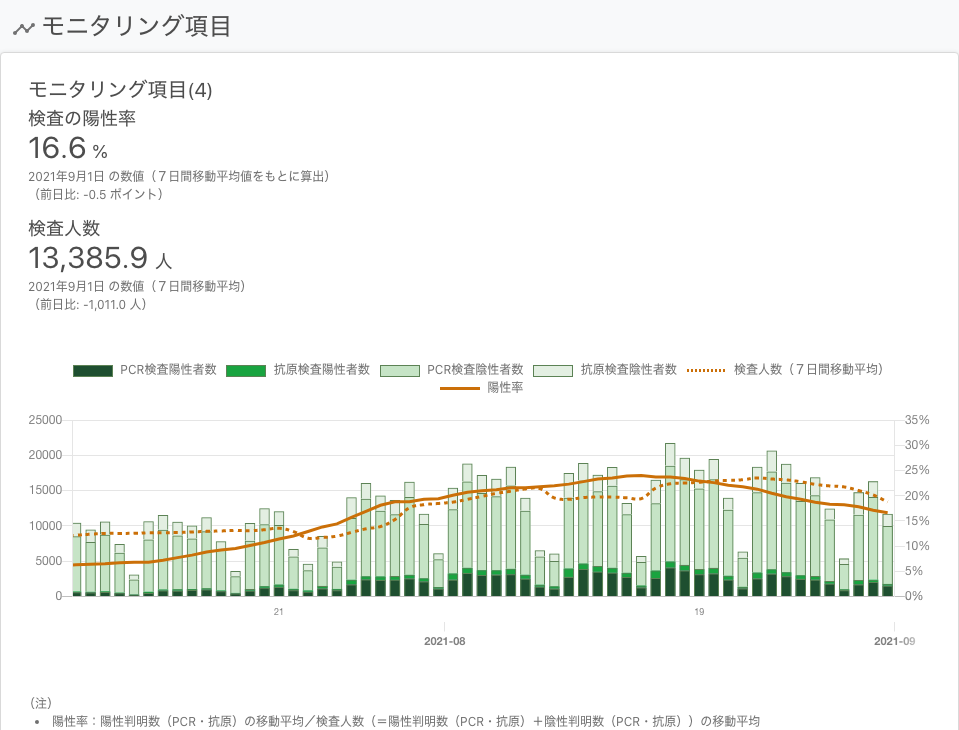 モニタリング項目
モニタリング項目(4)
検査の陽性率
16.6 %
2021年9月1日 の数値（７日間移動平均値をもとに算出）
（前日比: -0.5 ポイント）
検査人数
13,385.9 人
2021年9月1日 の数値（７日間移動平均）
（前日比: -1,011.0 人）
PCR検査陽性者数 抗原検査陽性者数 PCR検査陰性者数 抗原検査陰性者数 検査人数（７日間移動平均）
陽性率
25000 35%
30%
20000
25%
15000 20%
15%
10000
10%
5000
5%
0 0%
21 19
2021-08 2021-09
（注）
• 陽性率：陽性判明数（PCR・抗原）の移動平均／検査人数（＝陽性判明数（PCR・抗原）＋陰性判明数（PCR・抗原））の移動平均